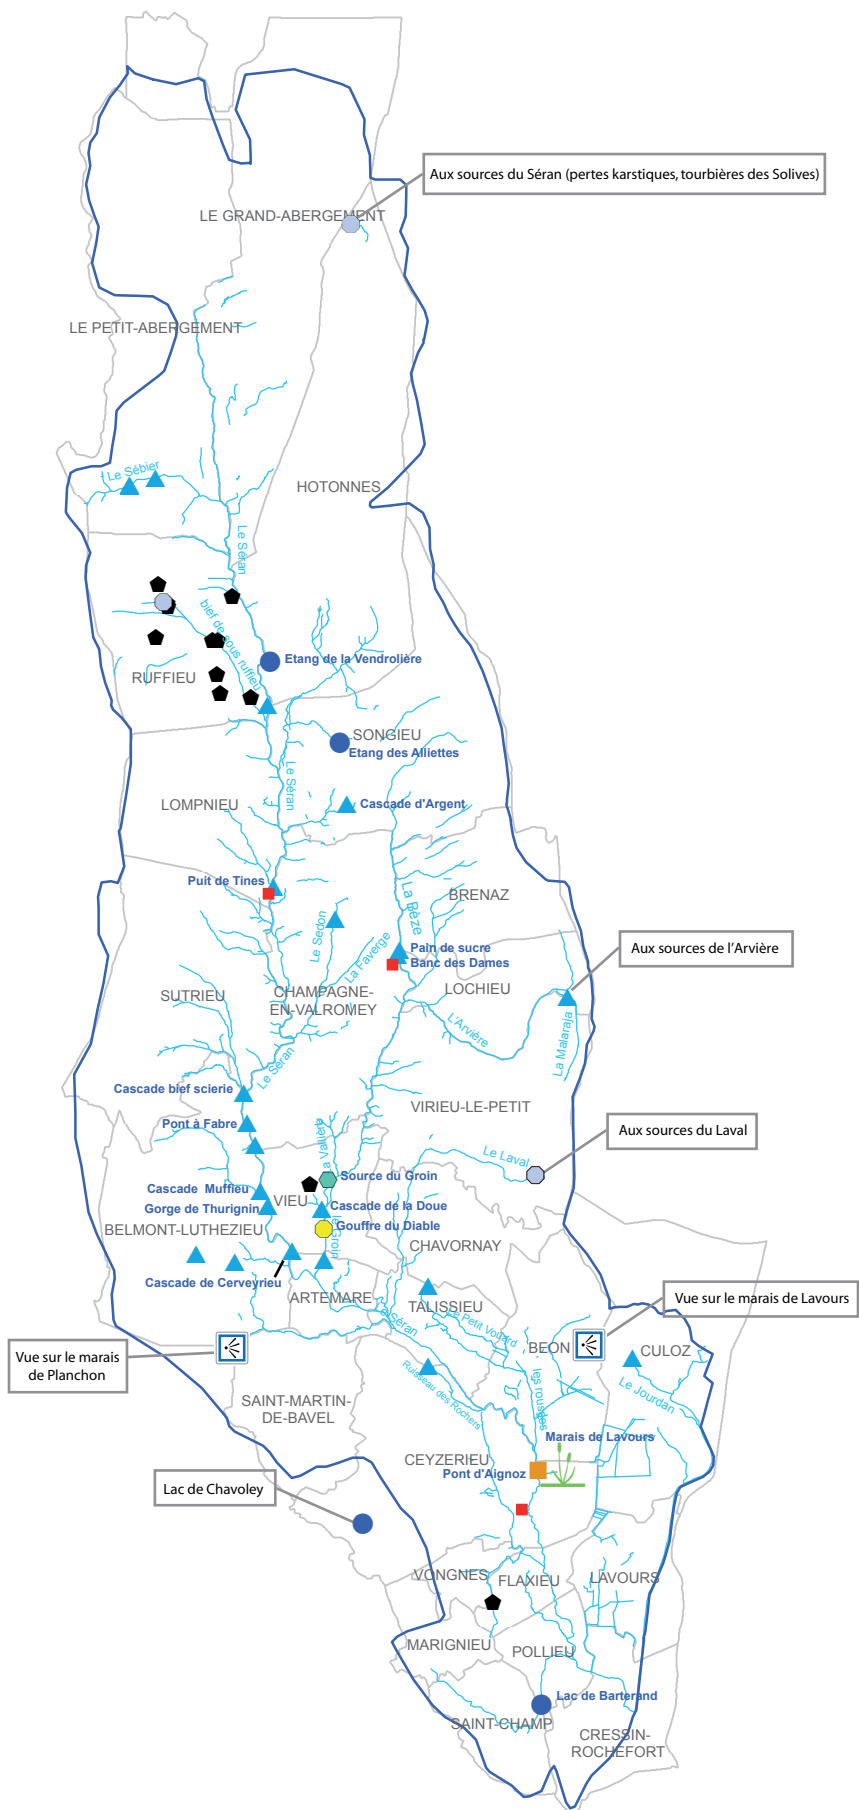 Aux sources du Séran (pertes karstiques, tourbières des Solives)
LE GRAND-ABERGEMENT
LE PETIT-ABERGEMENT
Le Sébier
HOTONNES
Le Séran
bief de sous ruffieu
Etang de la Vendrolière
RUFFIEU
SONGIEU
Etang des Alliettes
Le Séran
LOMPNIEU
Cascade d'Argent
Puit de Tines
La Bèze
BRENAZ
Le Sedon
La Faverge
Pain de sucre
Banc des Dames
Aux sources de l'Arvière
SUTRIEU
CHAMPAGNE-
EN-VALROMEY
LOCHIEU
L'Arvière
La Malaraja
Le Séran
Cascade bief scierie
VIRIEU-LE-PETIT
Pont à Fabre
Aux sources du Laval
Le Laval
Source du Groin
Cascade Muffieu
VIEU
Cascade de la Doue
Gorge de Thurignin
BELMONT-LUTHEZIEU
Gouffre du Diable
CHAVORNAY
Cascade de Cerveyrieu
ARTEMARE
TALISSIEU
Vue sur le marais de Lavours
Le Séran
Le Petit Vouard
BEON
CULOZ
Vue sur le marais
de Planchon
Ruisseau des Rochers
les rousses
Le Jourdan
SAINT-MARTIN-
DE-BAVEL
Marais de Lavours
CEYZERIEU
Pont d'Aignoz
Lac de Chavoley
VONGNES
FLAXIEU
LAVOURS
MARIGNIEU
POLLIEU
Lac de Barterand
SAINT-CHAMP
CRESSIN-
ROCHEFORT